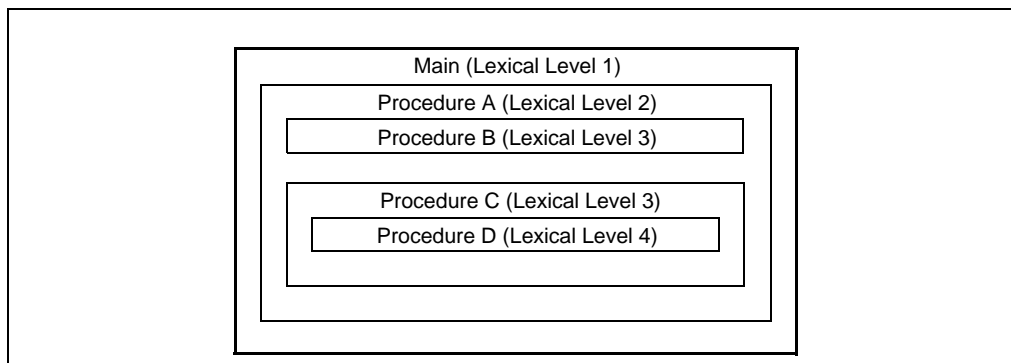 Main (Lexical Level 1)
Procedure A (Lexical Level 2)
Procedure B (Lexical Level 3)
Procedure C (Lexical Level 3)
Procedure D (Lexical Level 4)